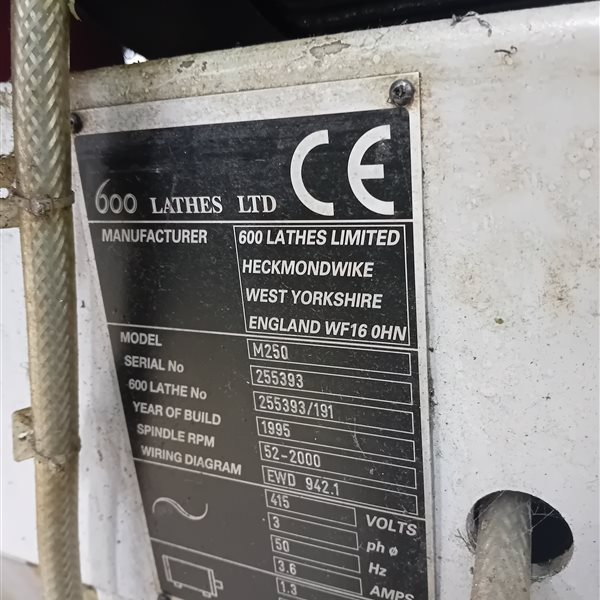 600 LATHES LTD CE
MANUFACTURER 600 LATHES LIMITED
HECKMONDWIKE
WEST YORKSHIRE
ENGLAND WF16 0HN
MODEL M250
SERIAL No 255393
600 LATHE No 255393/191
YEAR OF BUILD 1995
SPINDLE RPM 52-2000
WIRING DIAGRAM EWD 942.1
415 VOLTS
3 ph ø
50 Hz
3.6 AMPS
1.3